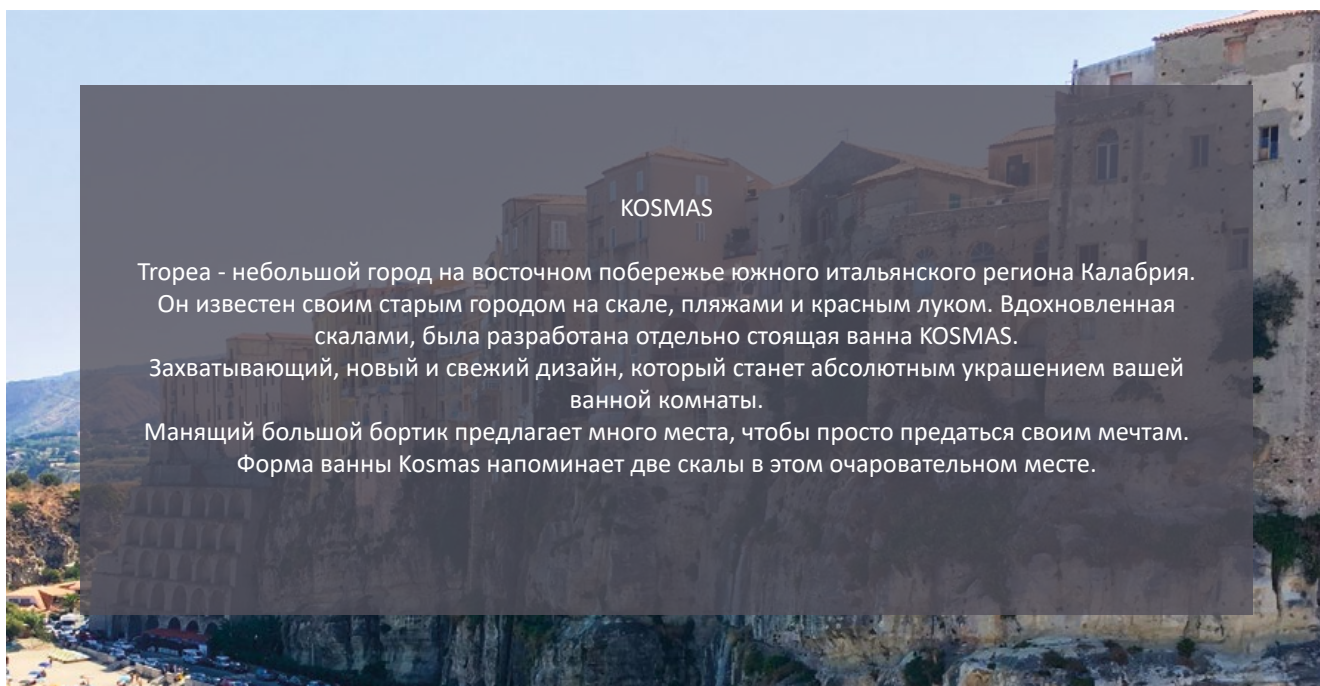 KOSMAS
Tropea - небольшой город на восточном побережье южного итальянского региона Калабрия.
Он известен своим старым городом на скале, пляжами и красным луком. Вдохновленная
скалами, была разработана отдельно стоящая ванна KOSMAS.
Захватывающий, новый и свежий дизайн, который станет абсолютным украшением вашей
ванной комнаты.
Манящий большой бортик предлагает много места, чтобы просто предаться своим мечтам.
Форма ванны Kosmas напоминает две скалы в этом очаровательном месте.